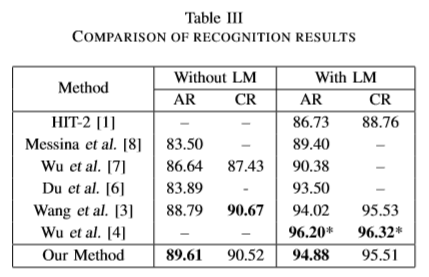 Table III
COMPARISON OF RECOGNITION RESULTS
Method Without LM With LM
AR CR AR CR
HIT-2 [1] – – 86.73 88.76
Messina et al. [8] 83.50 – 89.40 –
Wu et al. [7] 86.64 87.43 90.38 –
Du et al. [6] 83.89 - 93.50 –
Wang et al. [3] 88.79 90.67 94.02 95.53
Wu et al. [4] – – 96.20* 96.32*
Our Method 89.61 90.52 94.88 95.51